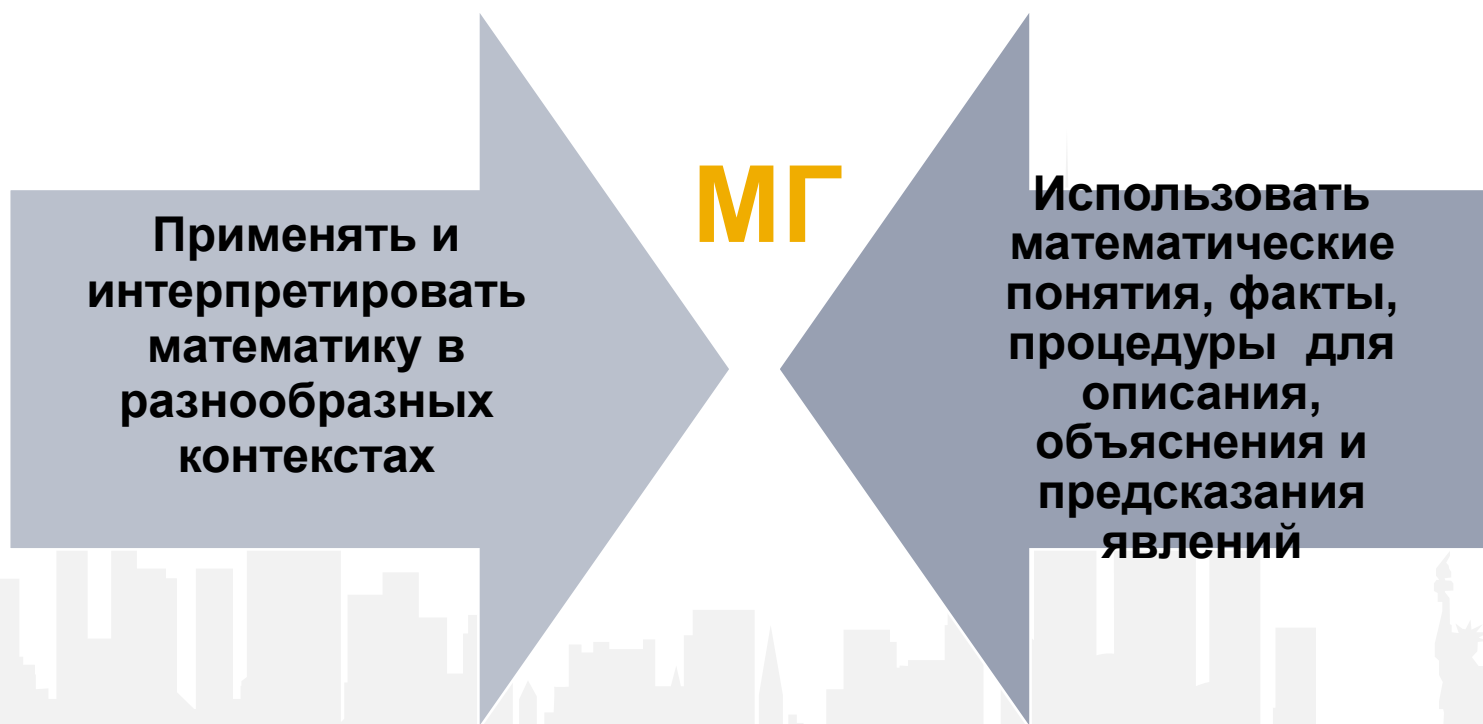 МГ
Применять и
интерпретировать
математику в
разнообразных
контекстах
Использовать
математические
понятия, факты,
процедуры для
описания,
объяснения и
предсказания
явлений